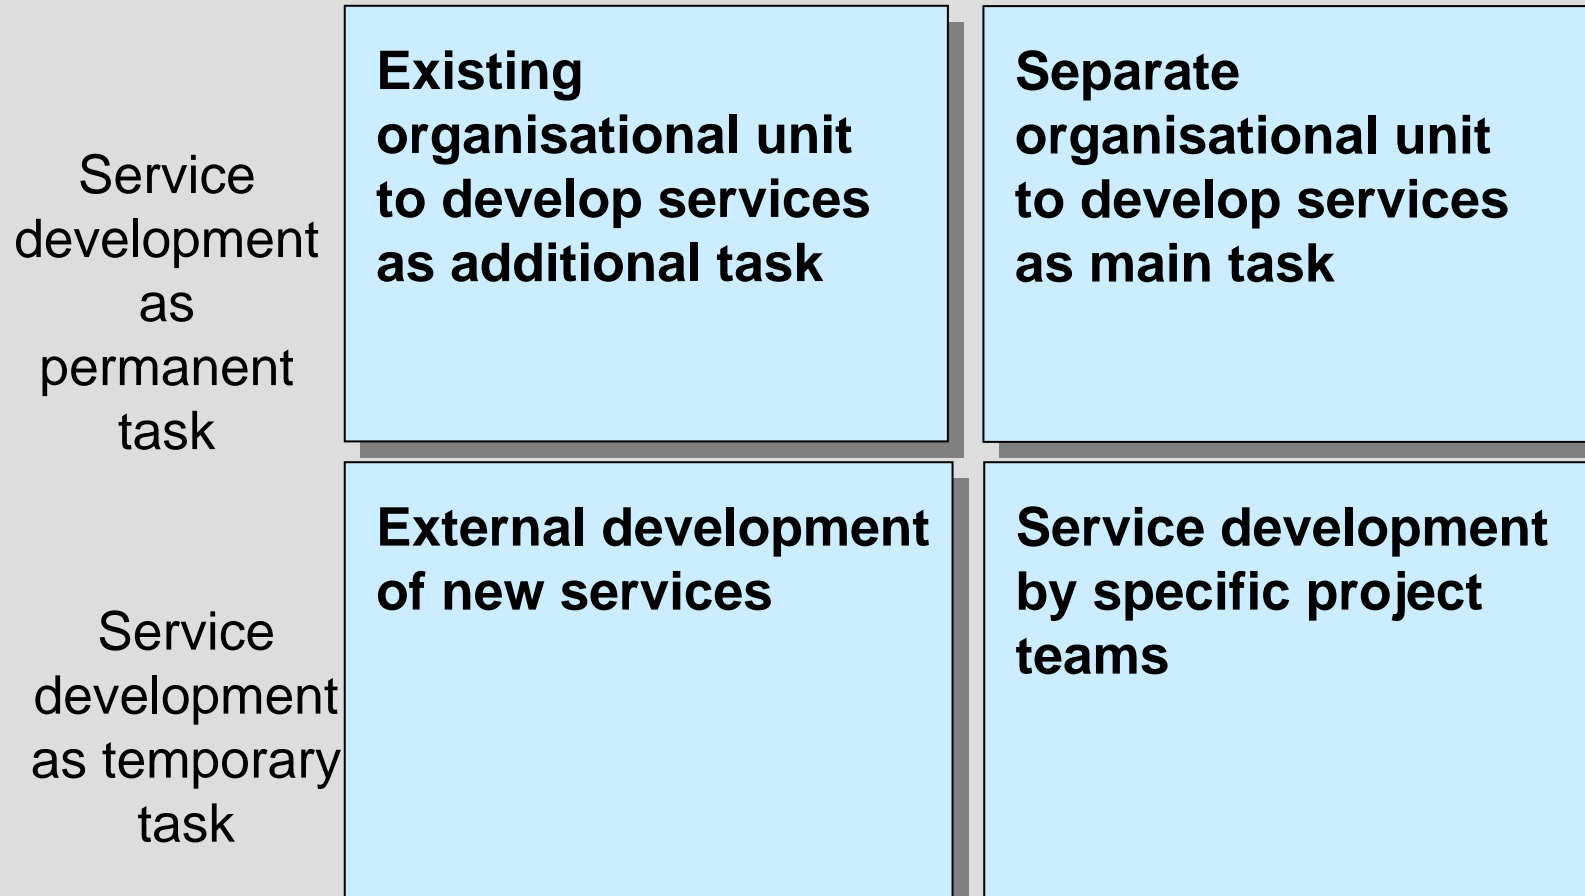 Service
development
as
permanent
task
Existing
organisational unit
to develop services
as additional task
Separate
organisational unit
to develop services
as main task
Service
development
as temporary
task
External development
of new services
Service development
by specific project
teams